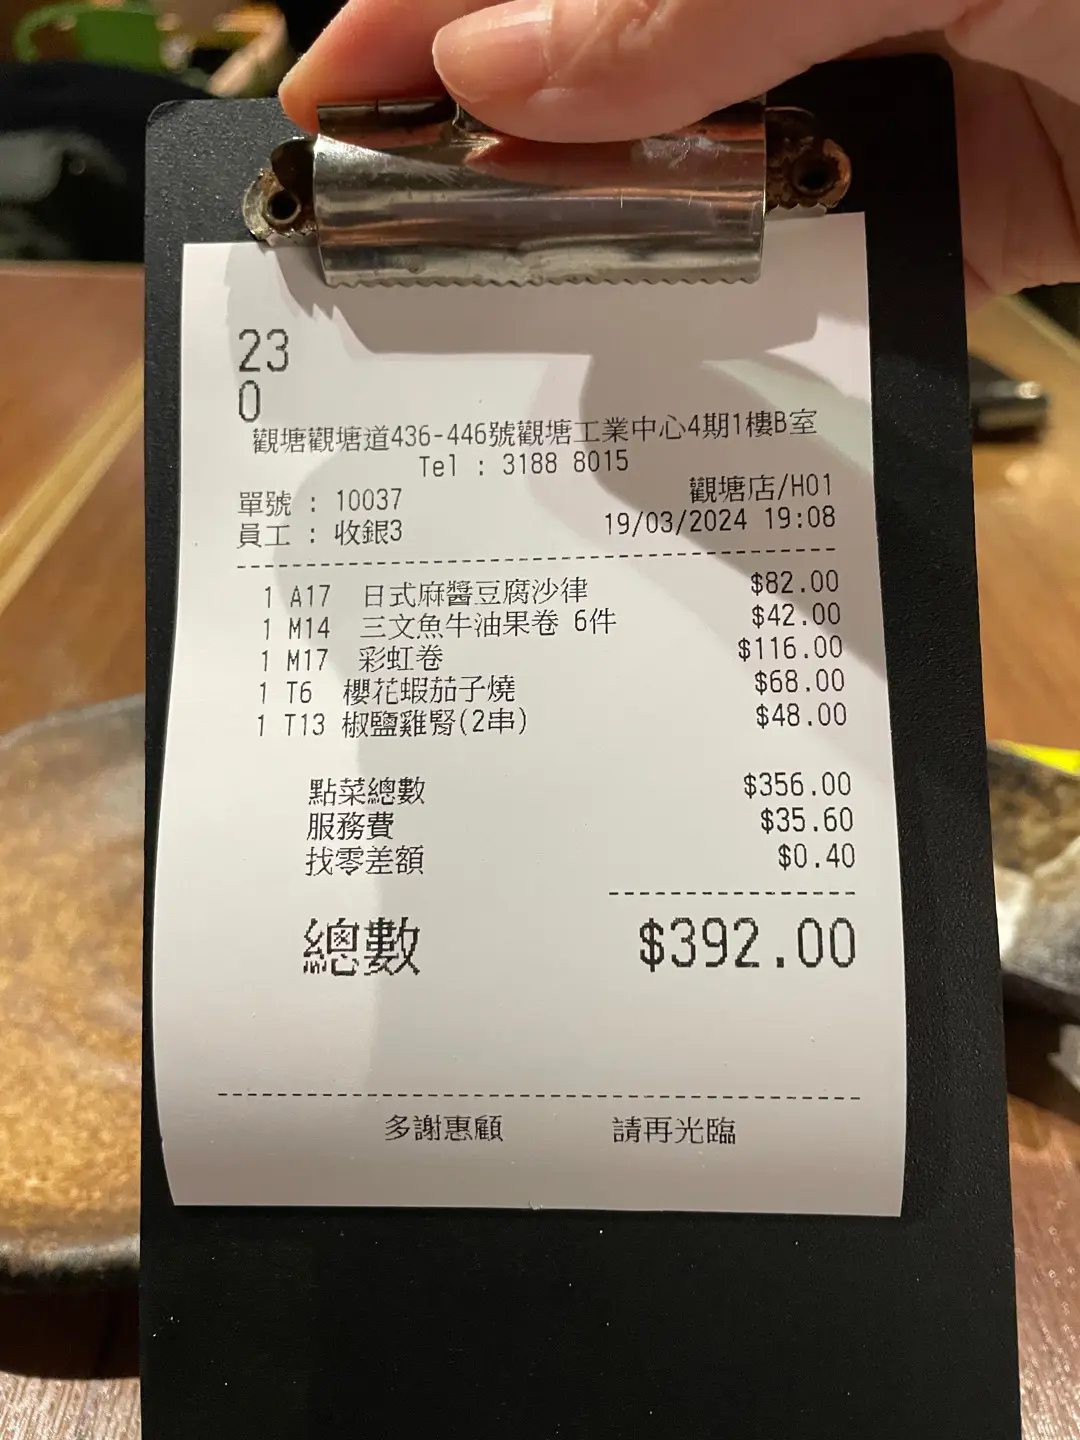 23
0
觀塘觀塘道436-446號觀塘工業中心4期1樓B室
Tel : 3188 8015
單號 : 10037 觀塘店/H01
員工 : 收銀3 19/03/2024 19:08
1 A17 日式麻醬豆腐沙律 $82.00
1 M14 三文魚牛油果卷 6件 $42.00
1 M17 彩虹卷 $116.00
1 T6 櫻花蝦茄子燒 $68.00
1 T13 椒鹽雞腎(2串) $48.00
點菜總數 $356.00
服務費 $35.60
找零差額 $0.40
總數 $392.00
多謝惠顧 請再光臨